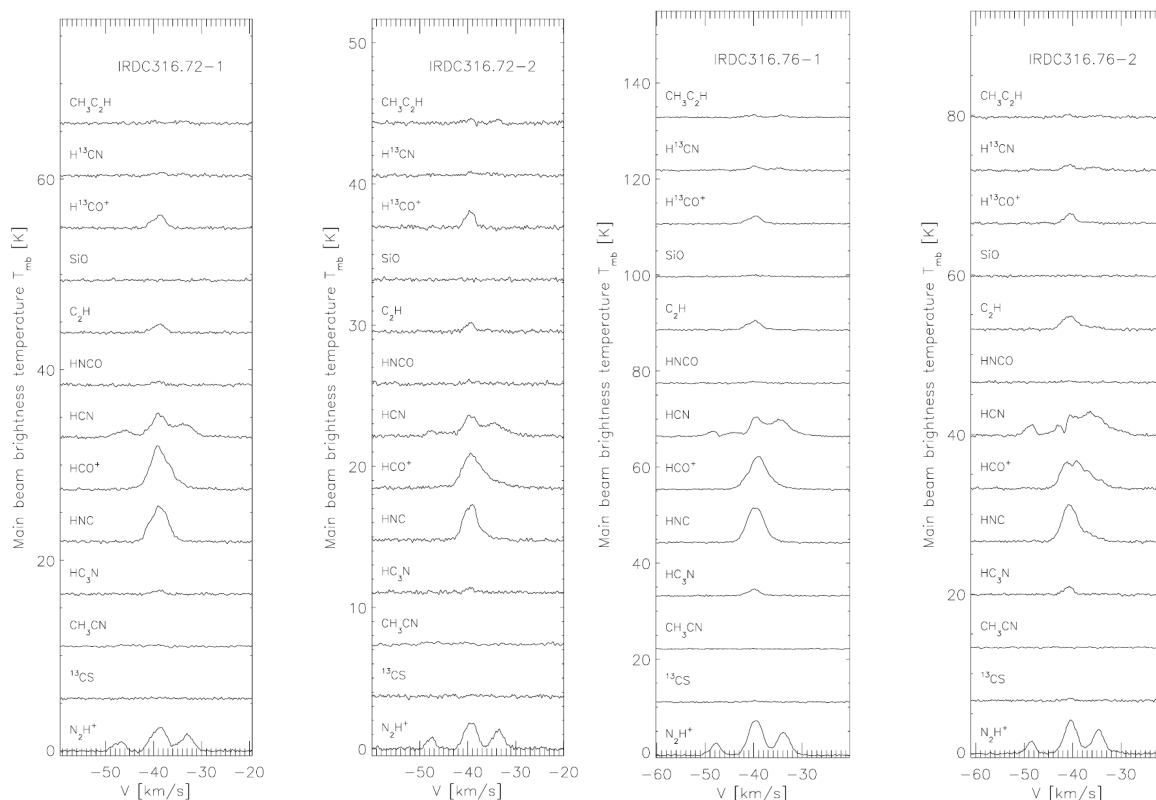 IRDC316.72−1
CH₃C₂H
H¹³CN
60
H¹³CO⁺
SiO
C₂H
HNCO
40
HCN
HCO⁺
HNC
20
HC₃N
CH₃CN
¹³CS
N₂H⁺
0
−50 −40 −30 −20
V [km/s]
Main beam brightness temperature Tmb [K]
50
IRDC316.72−2
CH₃C₂H
H¹³CN
40
H¹³CO⁺
SiO
C₂H
30
HNCO
HCN
HCO⁺
20
HNC
HC₃N
10
CH₃CN
¹³CS
N₂H⁺
0
−50 −40 −30 −20
V [km/s]
Main beam brightness temperature Tmb [K]
IRDC316.76−1
140
CH₃C₂H
H¹³CN
120
H¹³CO⁺
SiO
100
C₂H
80
HNCO
HCN
HCO⁺
60
HNC
40
HC₃N
CH₃CN
20
¹³CS
N₂H⁺
0
−60 −50 −40 −30 −20
V [km/s]
Main beam brightness temperature Tmb [K]
IRDC316.76−2
CH₃C₂H
80
H¹³CN
H¹³CO⁺
SiO
60
C₂H
HNCO
HCN
40
HCO⁺
HNC
HC₃N
20
CH₃CN
¹³CS
N₂H⁺
0
−60 −50 −40 −30
V [km/s]
Main beam brightness temperature Tmb [K]